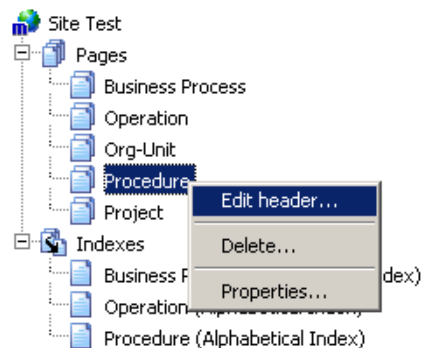 Site Test
Pages
Business Process
Operation
Org-Unit
Procedure
Edit header...
Project
Indexes
Delete...
Business dex)
Properties...
Operation
Procedure (Alphabetical Index)